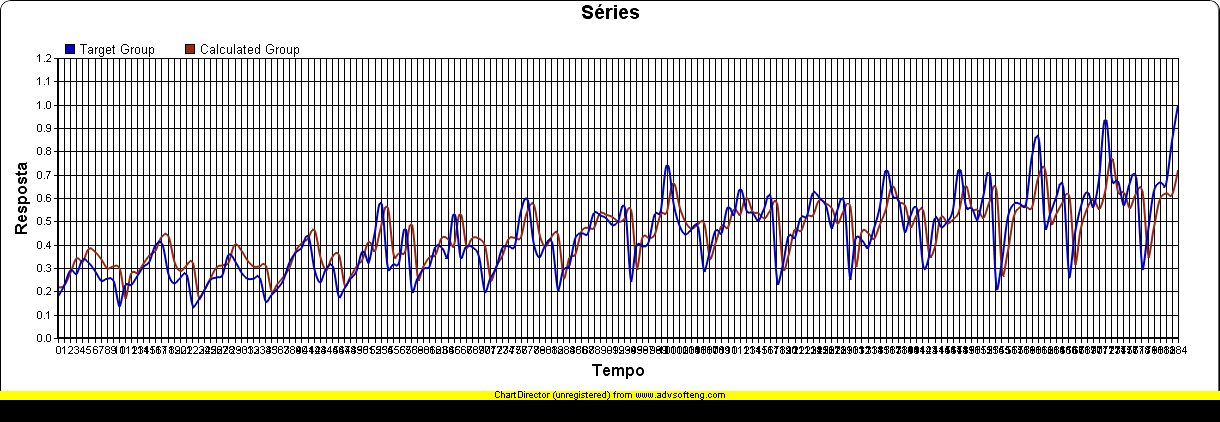 Séries
Target Group
Calculated Group
1.2
1.1
1.0
0.9
0.8
0.7
0.6
0.5
0.4
0.3
0.2
0.1
0.0
Resposta
Tempo
ChartDirector (unregistered) from www.advsofteng.com